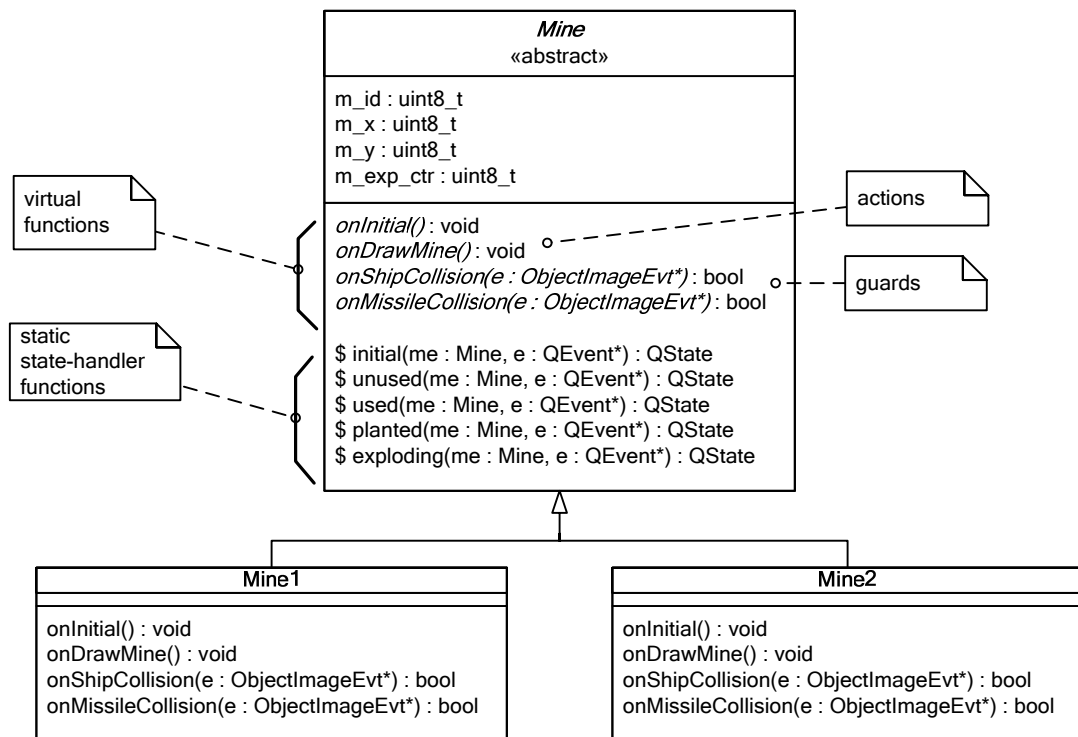 Mine
«abstract»
m_id : uint8_t
m_x : uint8_t
m_y : uint8_t
m_exp_ctr : uint8_t
virtual
functions
actions
onInitial() : void
onDrawMine() : void
onShipCollision(e : ObjectImageEvt*) : bool
onMissileCollision(e : ObjectImageEvt*) : bool
guards
static
state-handler
functions
$ initial(me : Mine, e : QEvent*) : QState
$ unused(me : Mine, e : QEvent*) : QState
$ used(me : Mine, e : QEvent*) : QState
$ planted(me : Mine, e : QEvent*) : QState
$ exploding(me : Mine, e : QEvent*) : QState
Mine1
onInitial() : void
onDrawMine() : void
onShipCollision(e : ObjectImageEvt*) : bool
onMissileCollision(e : ObjectImageEvt*) : bool
Mine2
onInitial() : void
onDrawMine() : void
onShipCollision(e : ObjectImageEvt*) : bool
onMissileCollision(e : ObjectImageEvt*) : bool